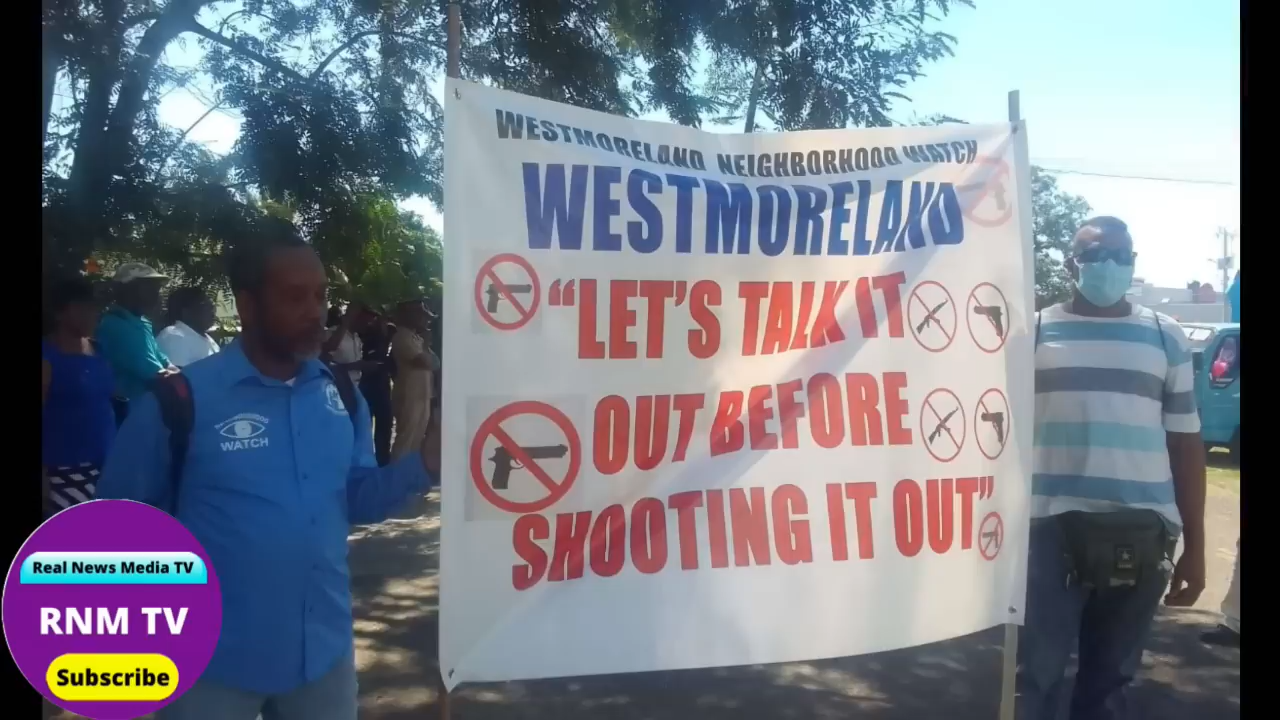 WESTMORELAND NEIGHBORHOOD WATCH
WESTMORELAND
"LET'S TALK IT
OUT BEFORE
SHOOTING IT OUT"
WATCH
Real News Media TV
RNM TV
Subscribe